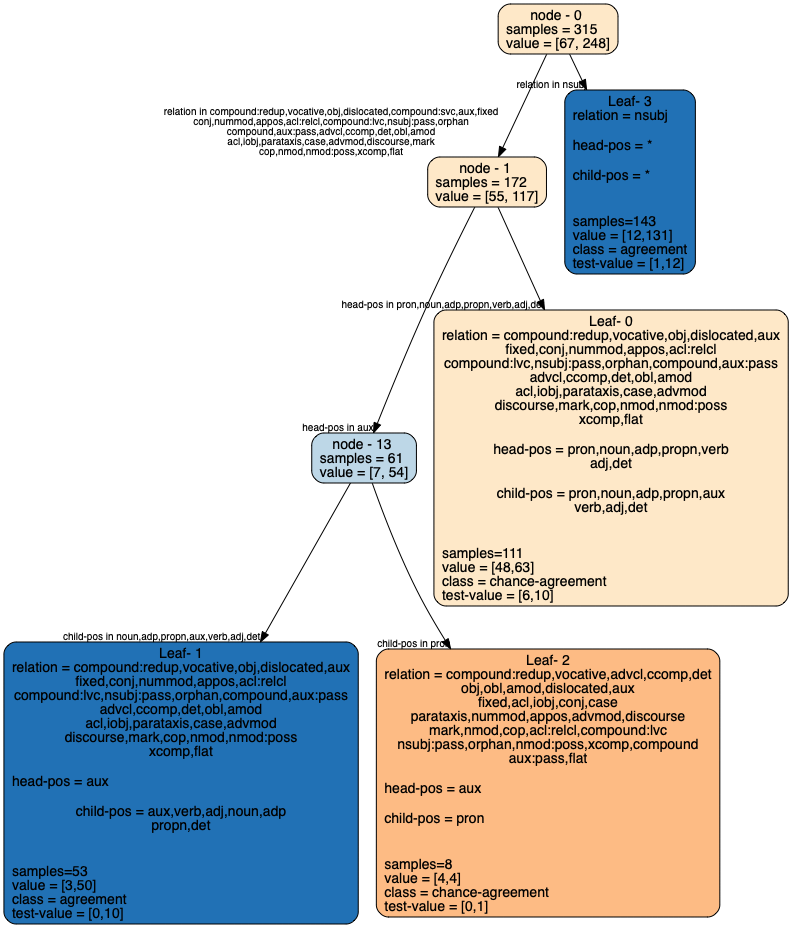 node - 0
samples = 315
value = [67, 248]
relation in nsubj
Leaf- 3
relation = nsubj
head-pos = *
child-pos = *
samples=143
value = [12,131]
class = agreement
test-value = [1,12]
relation in compound:redup,vocative,obj,dislocated,compound:svc,aux,fixed
conj,nummod,appos,acl:relcl,compound:lvc,nsubj:pass,orphan
compound,aux:pass,advcl,ccomp,det,obl,amod
acl,iobj,parataxis,case,advmod,discourse,mark
cop,nmod,nmod:poss,xcomp,flat
node - 1
samples = 172
value = [55, 117]
head-pos in pron,noun,adp,propn,verb,adj,det
Leaf- 0
relation = compound:redup,vocative,obj,dislocated,aux
fixed,conj,nummod,appos,acl:relcl
compound:lvc,nsubj:pass,orphan,compound,aux:pass
advcl,ccomp,det,obl,amod
acl,iobj,parataxis,case,advmod
discourse,mark,cop,nmod,nmod:poss
xcomp,flat
head-pos = pron,noun,adp,propn,verb
adj,det
child-pos = pron,noun,adp,propn,aux
verb,adj,det
samples=111
value = [48,63]
class = chance-agreement
test-value = [6,10]
head-pos in aux
node - 13
samples = 61
value = [7, 54]
child-pos in noun,adp,propn,aux,verb,adj,det
Leaf- 1
relation = compound:redup,vocative,obj,dislocated,aux
fixed,conj,nummod,appos,acl:relcl
compound:lvc,nsubj:pass,orphan,compound,aux:pass
advcl,ccomp,det,obl,amod
acl,iobj,parataxis,case,advmod
discourse,mark,cop,nmod,nmod:poss
xcomp,flat
head-pos = aux
child-pos = aux,verb,adj,noun,adp
propn,det
samples=53
value = [3,50]
class = agreement
test-value = [0,10]
child-pos in pron
Leaf- 2
relation = compound:redup,vocative,advcl,ccomp,det
obj,obl,amod,dislocated,aux
fixed,acl,iobj,conj,case
parataxis,nummod,appos,advmod,discourse
mark,nmod,cop,acl:relcl,compound:lvc
nsubj:pass,orphan,nmod:poss,xcomp,compound
aux:pass,flat
head-pos = aux
child-pos = pron
samples=8
value = [4,4]
class = chance-agreement
test-value = [0,1]